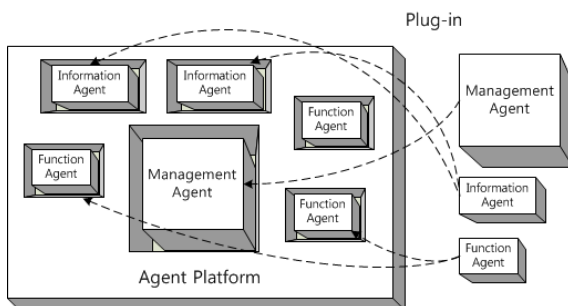 Plug-in
Information
Agent
Information
Agent
Management
Agent
Function
Agent
Function
Agent
Management
Agent
Information
Agent
Function
Agent
Function
Agent
Agent Platform